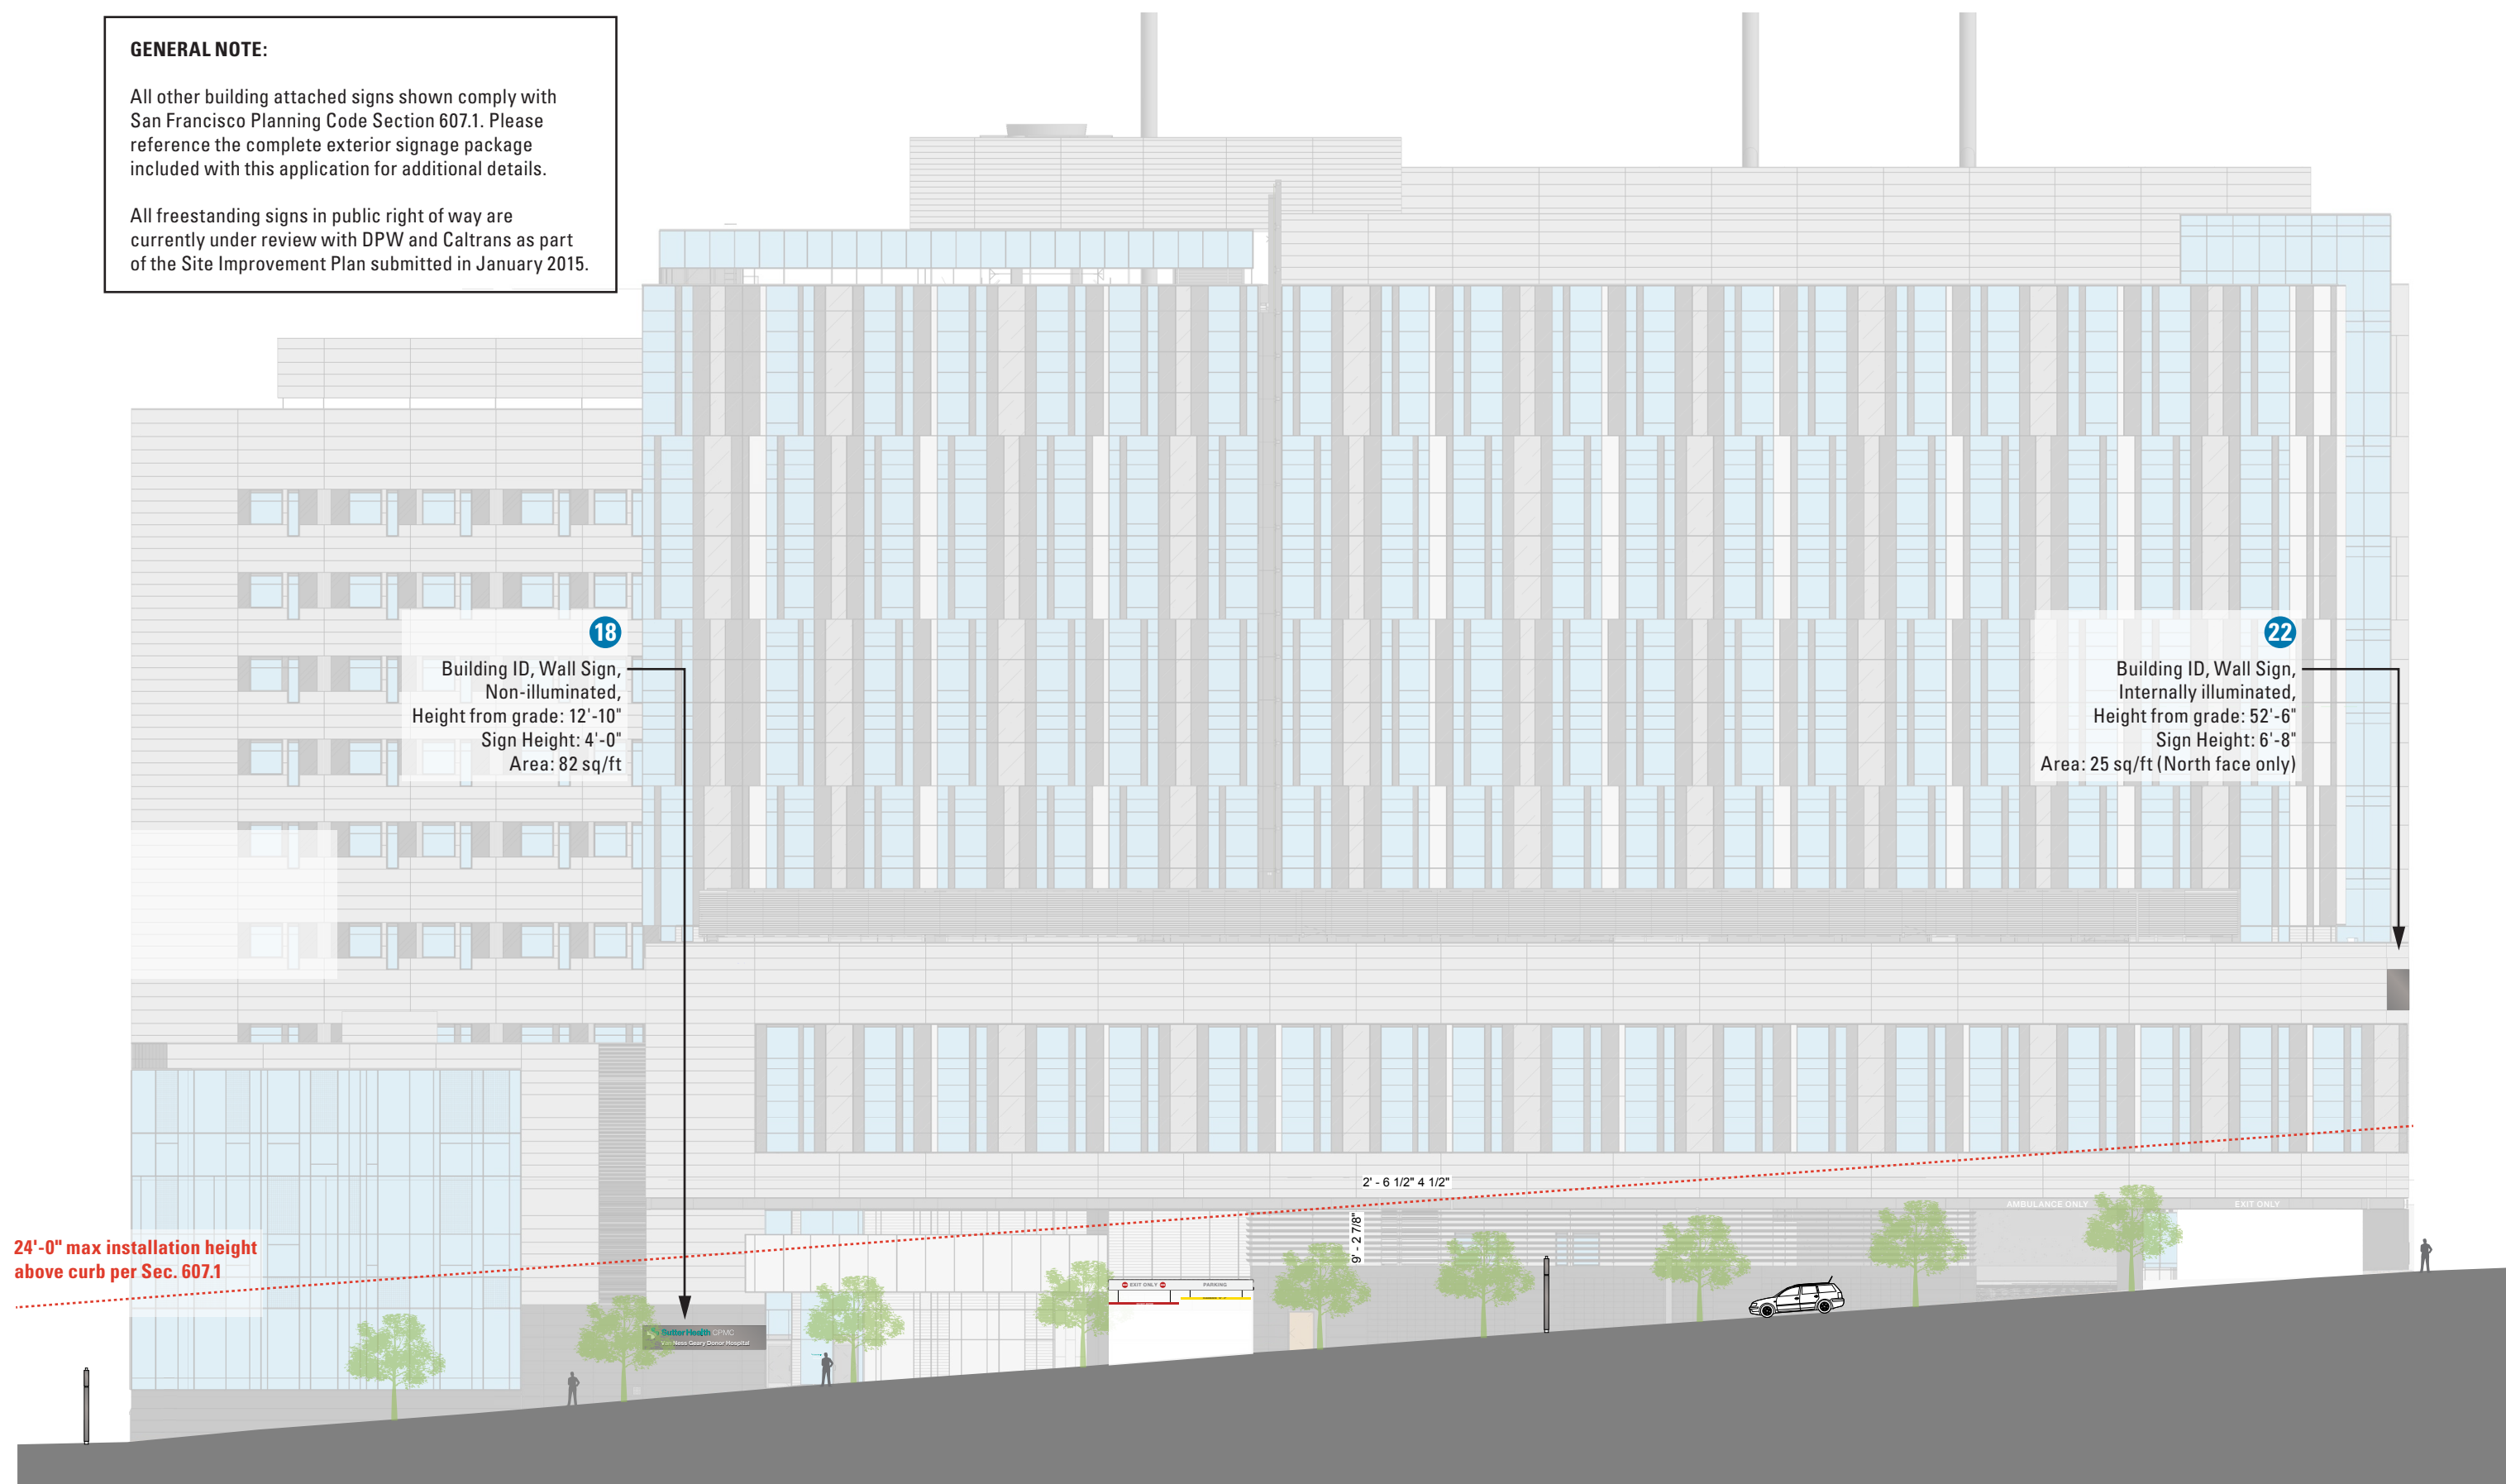 GENERAL NOTE:
All other building attached signs shown comply with
San Francisco Planning Code Section 607.1. Please
reference the complete exterior signage package
included with this application for additional details.
All freestanding signs in public right of way are
currently under review with DPW and Caltrans as part
of the Site Improvement Plan submitted in January 2015.
18
Building ID, Wall Sign,
Non-illuminated,
Height from grade: 12'-10"
Sign Height: 4'-0"
Area: 82 sq/ft
22
Building ID, Wall Sign,
Internally illuminated,
Height from grade: 52'-6"
Sign Height: 6'-8"
Area: 25 sq/ft (North face only)
2' - 6 1/2" 4 1/2"
9' - 2 7/8"
AMBULANCE ONLY
EXIT ONLY
24'-0" max installation height
above curb per Sec. 607.1
EXIT ONLY
PARKING
Sutter Health CPMC
Van Ness Geary Donor Hospital